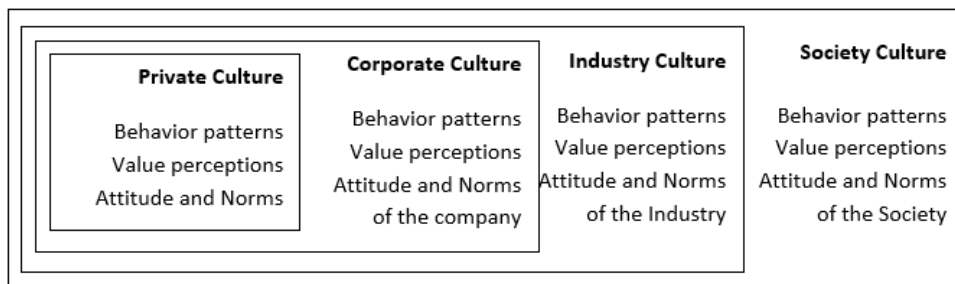 Private Culture
Behavior patterns
Value perceptions
Attitude and Norms
Corporate Culture
Behavior patterns
Value perceptions
Attitude and Norms
of the company
Industry Culture
Behavior patterns
Value perceptions
Attitude and Norms
of the Industry
Society Culture
Behavior patterns
Value perceptions
Attitude and Norms
of the Society